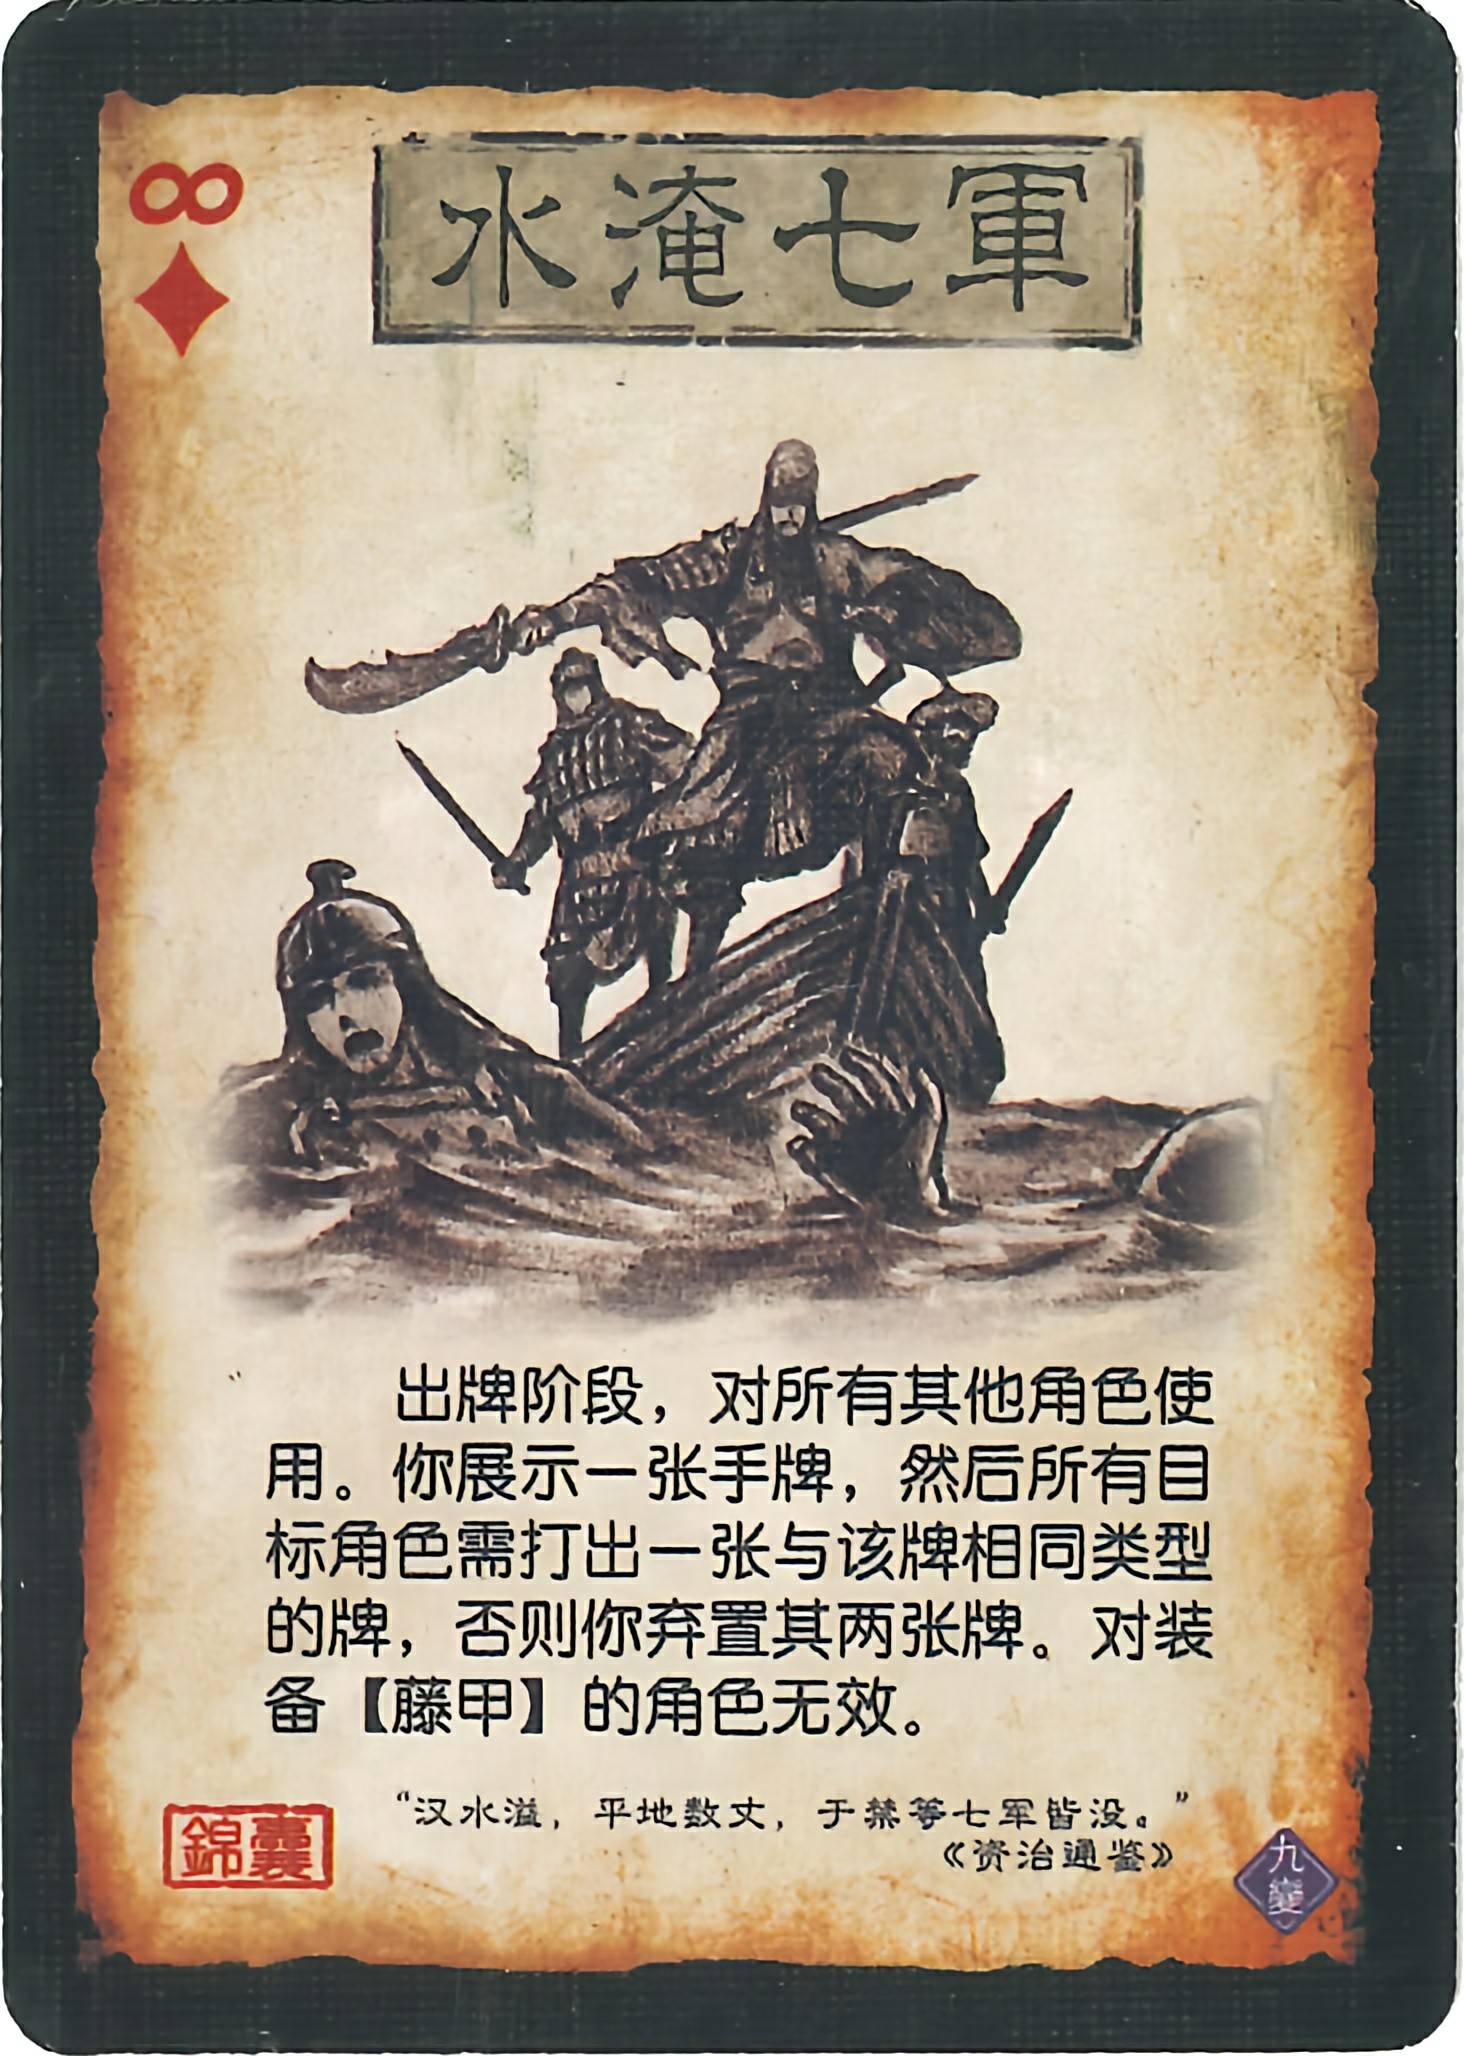 8
水淹七軍
出牌阶段，对所有其他角色使
用。你展示一张手牌，然后所有目
标角色需打出一张与该牌相同类型
的牌，否则你弃置其两张牌。对装
备【藤甲】的角色无效。
“汉水溢，平地数丈，于禁等七军皆没。”
《资治通鉴》
錦囊
九變